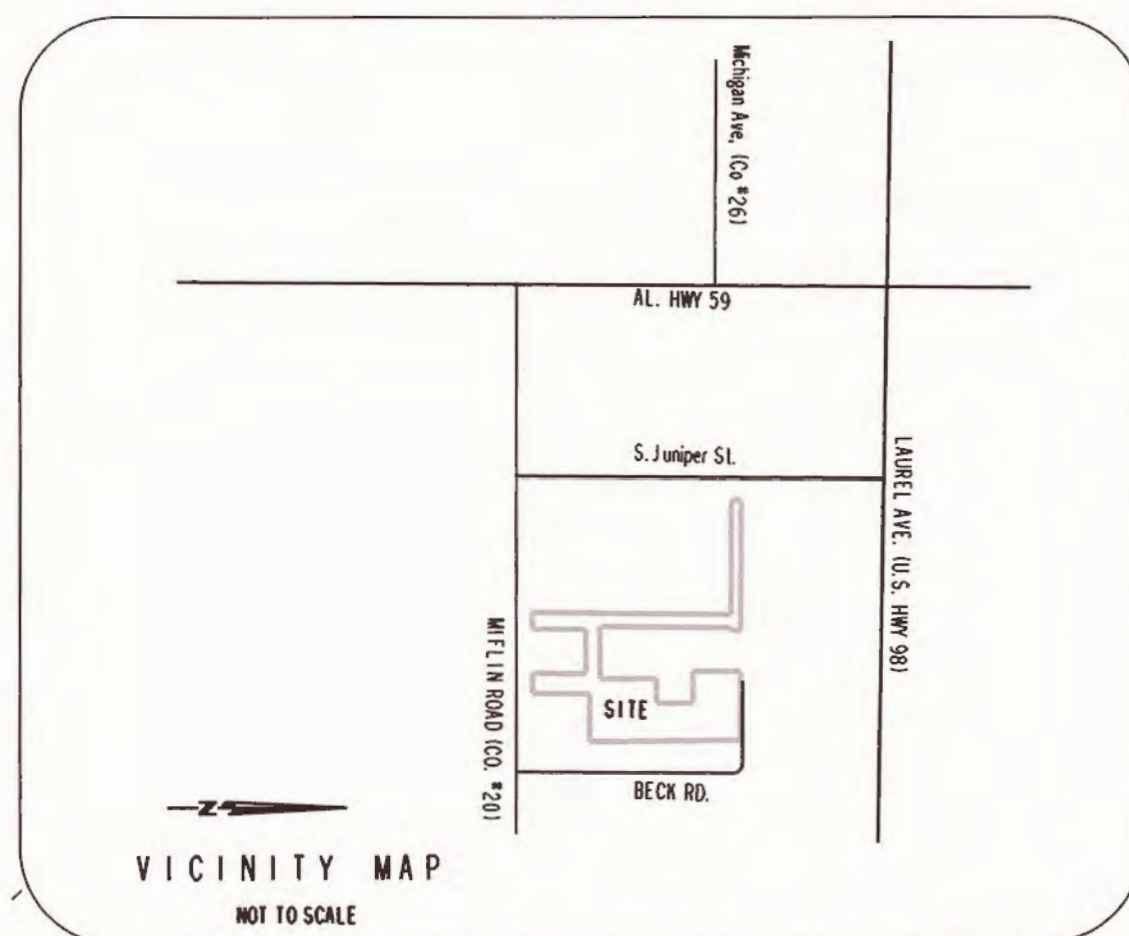 Michigan Ave, (Co #26)
AL. HWY 59
S. Juniper St.
LAUREL AVE. (U.S. HWY 98)
MIFLIN ROAD (CO. #20)
SITE
BECK RD.
N
VICINITY MAP
NOT TO SCALE